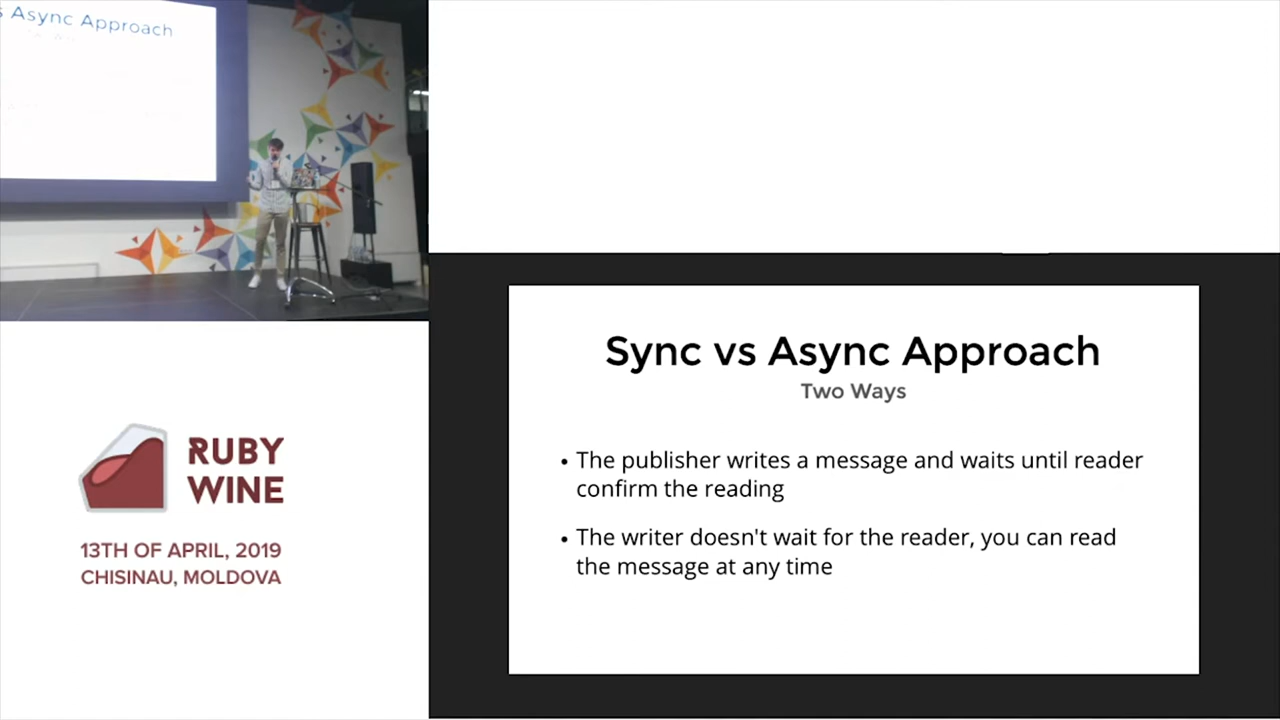 s Async Approach
RUBY
WINE
13TH OF APRIL, 2019
CHISINAU, MOLDOVA
Sync vs Async Approach
Two Ways
• The publisher writes a message and waits until reader
confirm the reading
• The writer doesn't wait for the reader, you can read
the message at any time